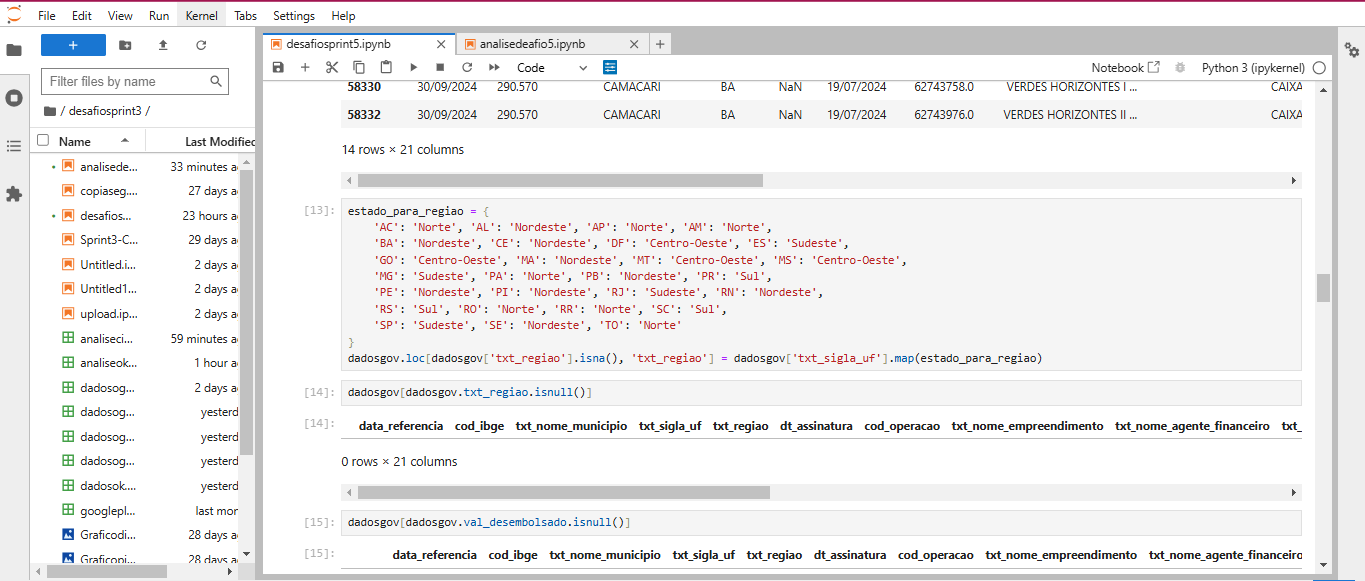 File Edit View Run Kernel Tabs Settings Help
desafiosprint5.ipynb
analisedeafio5.ipynb
Filter files by name
Code
Notebook
Python 3 (ipykernel)
/ desafiosprint3 /
Name
Last Modified
analisede... 33 minutes a
copiaseg.... 27 days a
desafios... 23 hours a
Sprint3-C... 29 days a
Untitled.i... 2 days a
Untitled1... 2 days a
upload.ip... 2 days a
analiseci... 59 minutes a
analiseok... 1 hour a
dadosog... 2 days a
dadosog... yesterd
dadosog... yesterd
dadosog... yesterd
dadosok.... yesterd
googlepl... last mor
Graficodi... 28 days a
Graficopi... 28 days a
58330 30/09/2024 290.570 CAMACARI BA NaN 19/07/2024 62743758.0 VERDES HORIZONTES I ... CAIXA
58332 30/09/2024 290.570 CAMACARI BA NaN 19/07/2024 62743976.0 VERDES HORIZONTES II ... CAIXA
14 rows × 21 columns
[13]:
estado_para_regiao = {
'AC': 'Norte', 'AL': 'Nordeste', 'AP': 'Norte', 'AM': 'Norte',
'BA': 'Nordeste', 'CE': 'Nordeste', 'DF': 'Centro-Oeste', 'ES': 'Sudeste',
'GO': 'Centro-Oeste', 'MA': 'Nordeste', 'MT': 'Centro-Oeste', 'MS': 'Centro-Oeste',
'MG': 'Sudeste', 'PA': 'Norte', 'PB': 'Nordeste', 'PR': 'Sul',
'PE': 'Nordeste', 'PI': 'Nordeste', 'RJ': 'Sudeste', 'RN': 'Nordeste',
'RS': 'Sul', 'RO': 'Norte', 'RR': 'Norte', 'SC': 'Sul',
'SP': 'Sudeste', 'SE': 'Nordeste', 'TO': 'Norte'
}
dadosgov.loc[dadosgov['txt_regiao'].isna(), 'txt_regiao'] = dadosgov['txt_sigla_uf'].map(estado_para_regiao)
[14]: dadosgov[dadosgov.txt_regiao.isnull()]
[14]: data_referencia cod_ibge txt_nome_municipio txt_sigla_uf txt_regiao dt_assinatura cod_operacao txt_nome_empreendimento txt_nome_agente_financeiro txt_
0 rows × 21 columns
[15]: dadosgov[dadosgov.val_desembolsado.isnull()]
[15]: data_referencia cod_ibge txt_nome_municipio txt_sigla_uf txt_regiao dt_assinatura cod_operacao txt_nome_empreendimento txt_nome_agente_financeiro